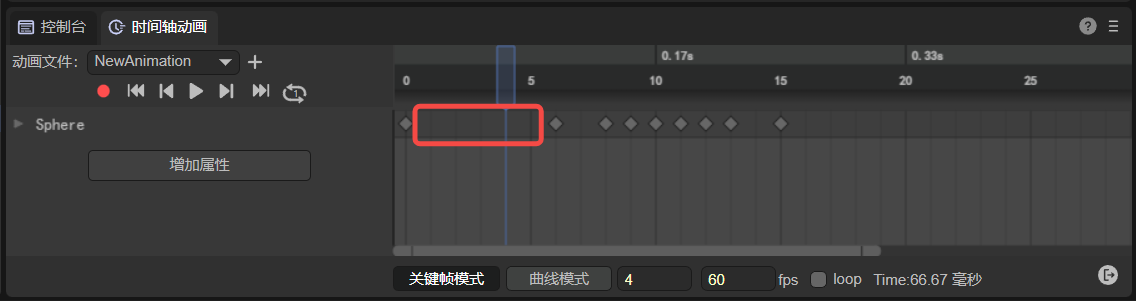 控制台 时间轴动画 ?
动画文件: NewAnimation
0.17s 0.33s
0 5 10 15 20 25
1
Sphere
增加属性
关键帧模式 曲线模式 4 60 fps loop Time:66.67 毫秒